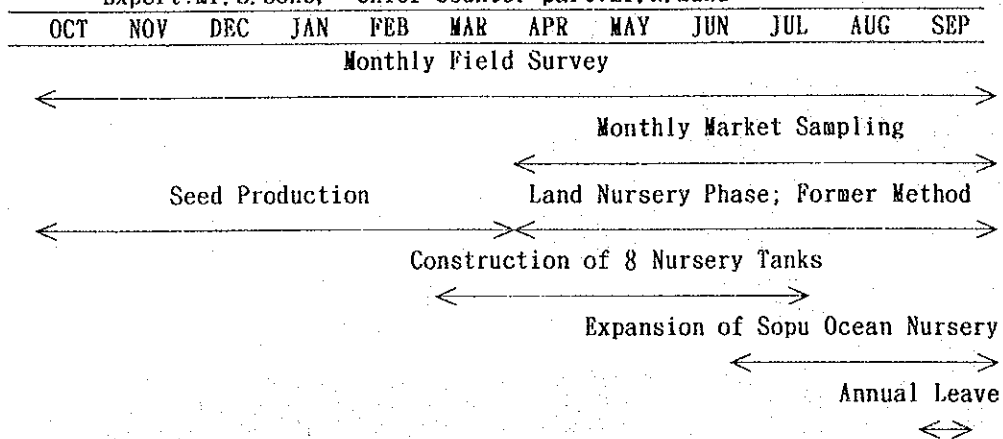 OCT NOV DEC JAN FEB MAR APR MAY JUN JUL AUG SEP
Monthly Field Survey
Monthly Market Sampling
Seed Production Land Nursery Phase; Former Method
Construction of 8 Nursery Tanks
Expansion of Sopu Ocean Nursery
Annual Leave